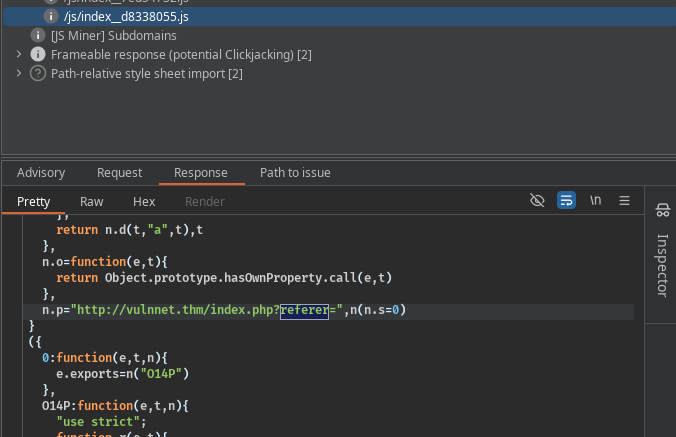 /js/index__d8338055.js
[JS Miner] Subdomains
Frameable response (potential Clickjacking) [2]
Path-relative style sheet import [2]
Advisory Request Response Path to issue
Pretty Raw Hex Render \n
},
return n.d(t,"a",t),t
},
n.o=function(e,t){
return Object.prototype.hasOwnProperty.call(e,t)
},
n.p="http://vulnnet.thm/index.php?referer=",n(n.s=0)
}
({
0:function(e,t,n){
e.exports=n("O14P")
},
O14P:function(e,t,n){
"use strict";
Inspector